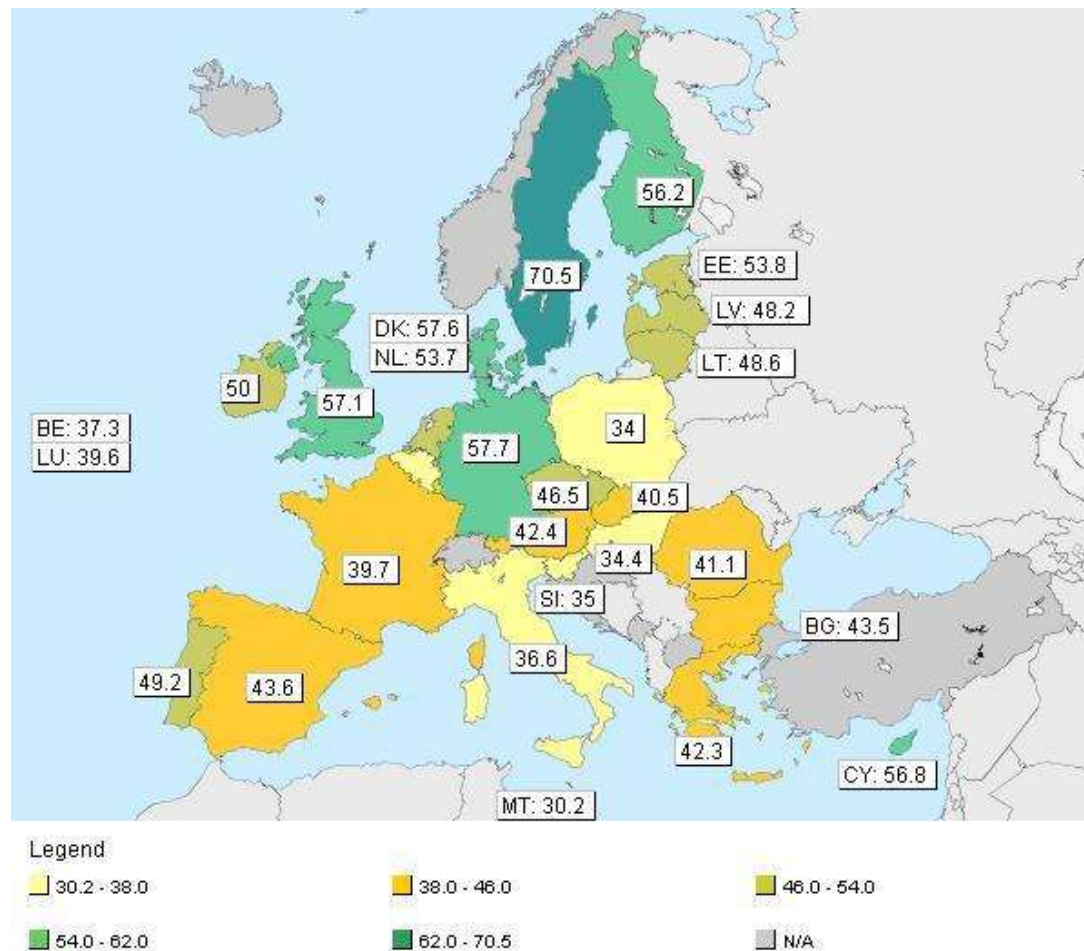 56.2
70.5
EE: 53.8
LV: 48.2
DK: 57.6
NL: 53.7
LT: 48.6
50
57.1
BE: 37.3
LU: 39.6
34
57.7
46.5
40.5
42.4
39.7
34.4
41.1
SI: 35
BG: 43.5
36.6
49.2
43.6
42.3
CY: 56.8
MT: 30.2
Legend
30.2 - 38.0
38.0 - 46.0
46.0 - 54.0
54.0 - 62.0
62.0 - 70.5
N/A